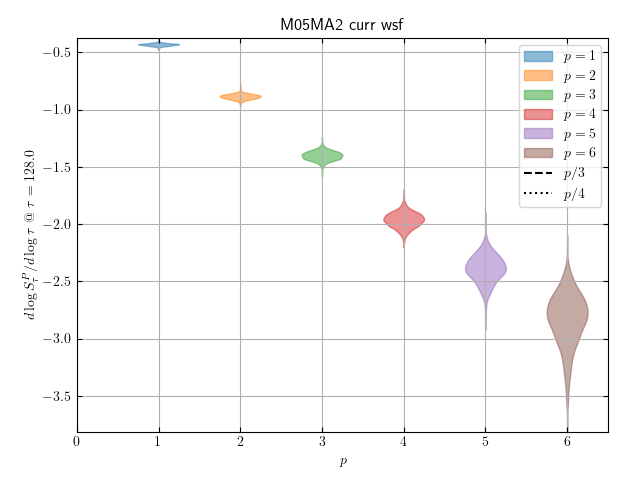 M05MA2 curr wsf
d log S_τ^P / d log τ @ τ = 128.0
−0.5
−1.0
−1.5
−2.0
−2.5
−3.0
−3.5
0 1 2 3 4 5 6
p
p = 1
p = 2
p = 3
p = 4
p = 5
p = 6
p/3
p/4